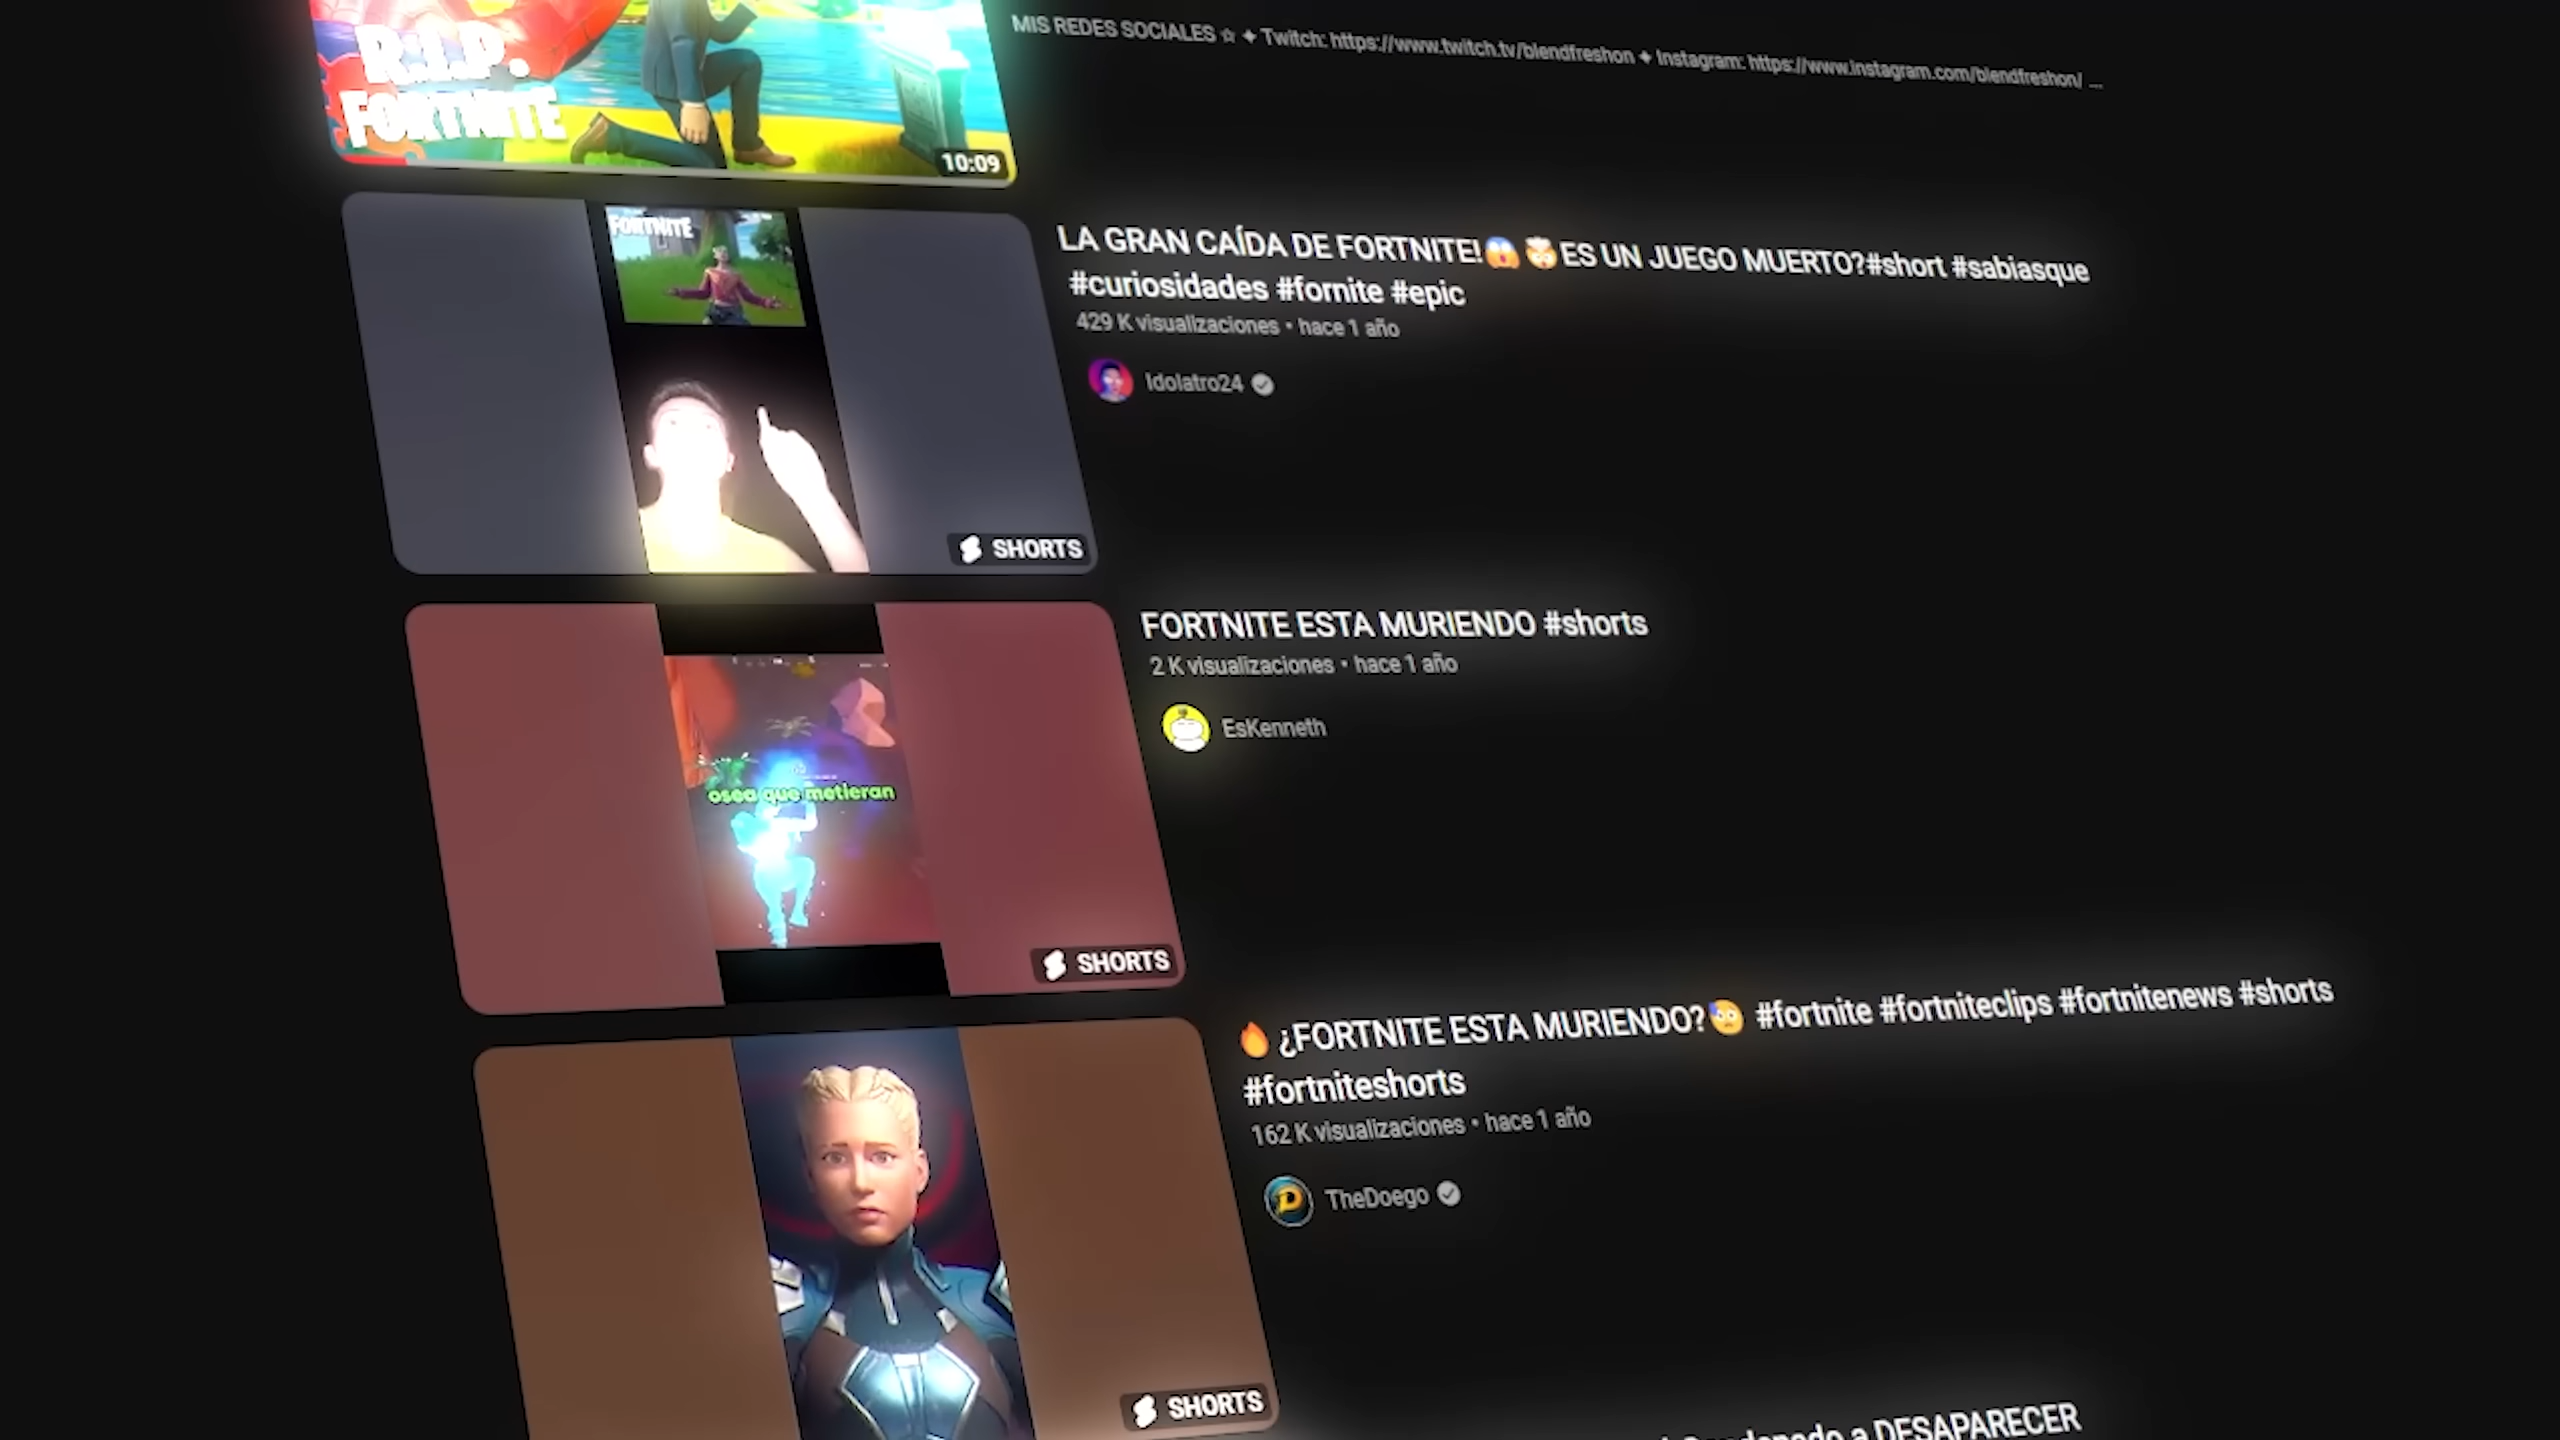 MIS REDES SOCIALES ☆ ✦ Twitch: https://www.twitch.tv/blendfreshon ✦ Instagram: https://www.instagram.com/blendfreshon/ ...
R.I.P.
FORTNITE
10:09
FORTNITE
LA GRAN CAÍDA DE FORTNITE!😱🤯ES UN JUEGO MUERTO?#short #sabiasque
#curiosidades #fornite #epic
429 K visualizaciones • hace 1 año
Idolatro24
SHORTS
FORTNITE ESTA MURIENDO #shorts
2 K visualizaciones • hace 1 año
EsKenneth
osea que metieran
SHORTS
🔥 ¿FORTNITE ESTA MURIENDO?😓 #fortnite #fortniteclips #fortnitenews #shorts
#fortniteshorts
162 K visualizaciones • hace 1 año
TheDoego
SHORTS
a DESAPARECER